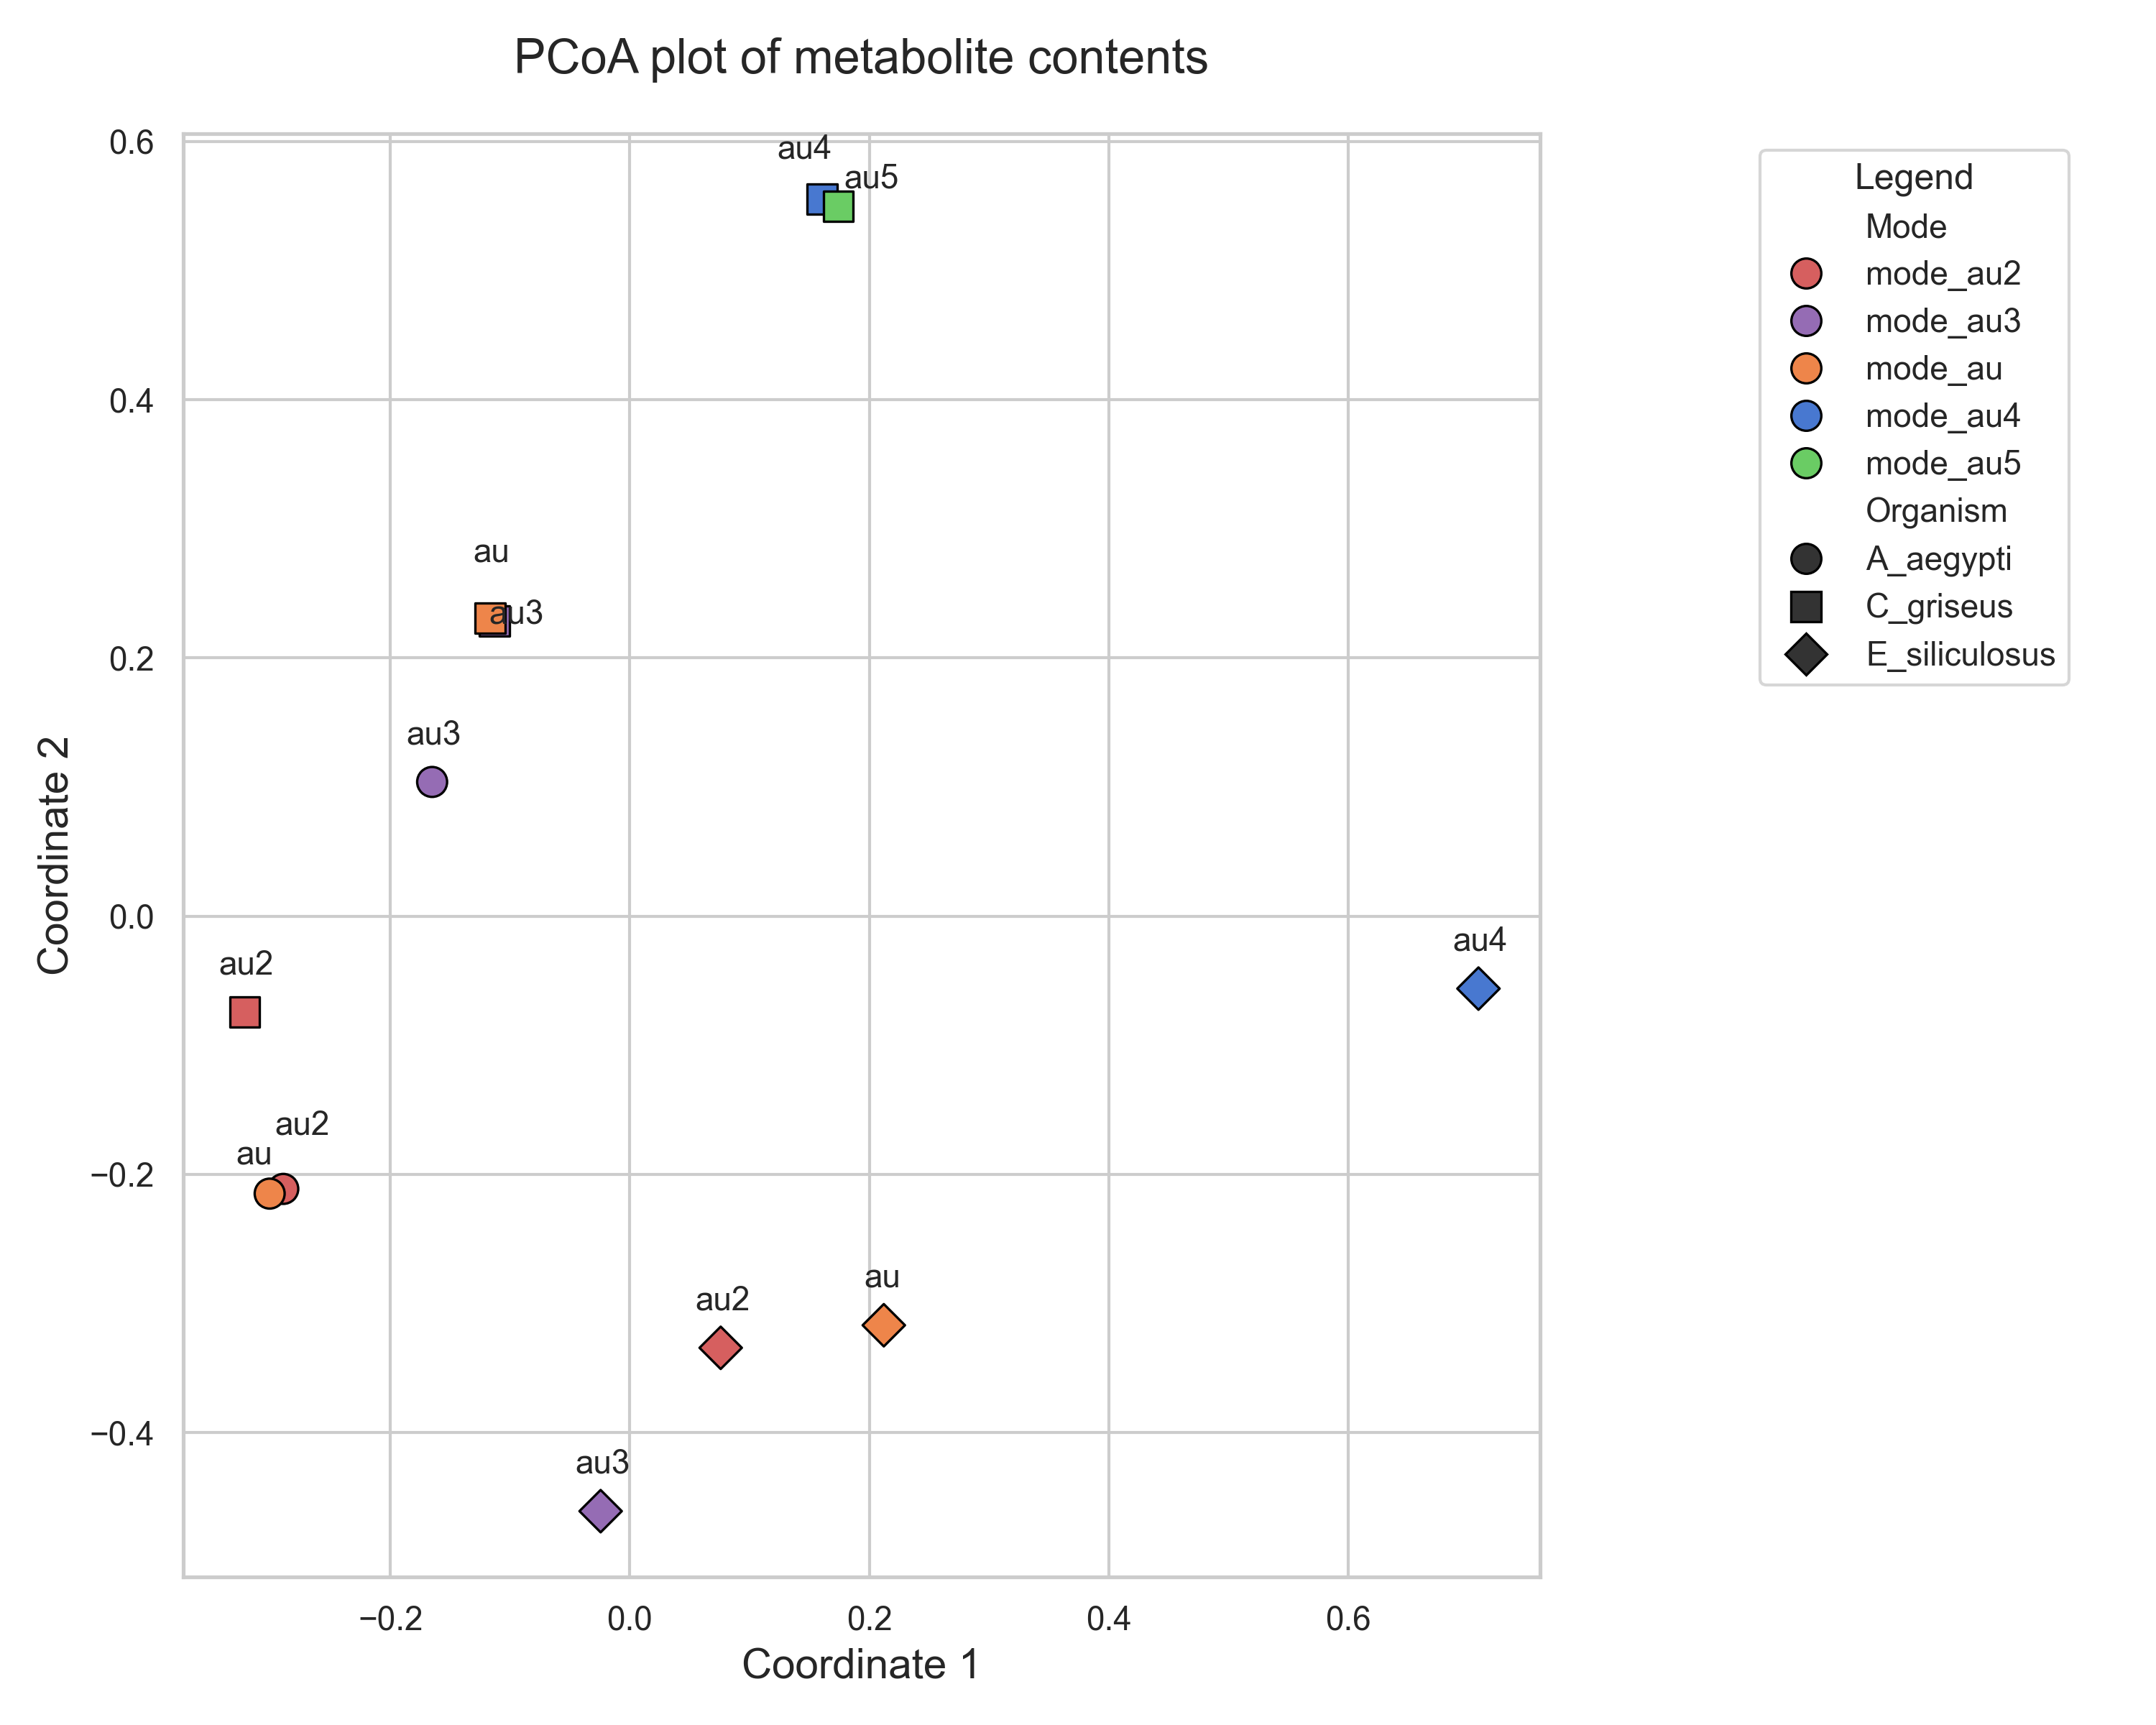 PCoA plot of metabolite contents
Coordinate 2
0.6
0.4
0.2
0.0
−0.2
−0.4
au4
au5
au
au3
au3
au2
au4
au2
au
au
au2
au3
−0.2
0.0
0.2
0.4
0.6
Coordinate 1
Legend
Mode
mode_au2
mode_au3
mode_au
mode_au4
mode_au5
Organism
A_aegypti
C_griseus
E_siliculosus